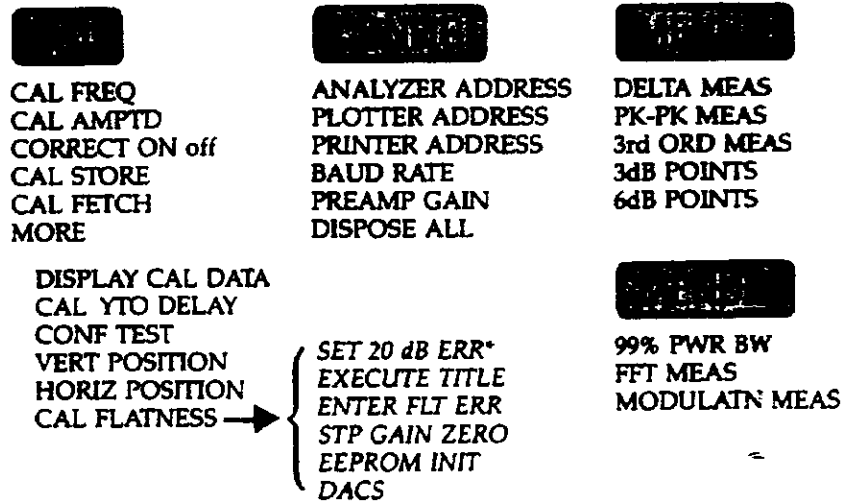 CAL FREQ
CAL AMPTD
CORRECT ON off
CAL STORE
CAL FETCH
MORE
DISPLAY CAL DATA
CAL YTO DELAY
CONF TEST
VERT POSITION
HORIZ POSITION
CAL FLATNESS
SET 20 dB ERR*
EXECUTE TITLE
ENTER FLT ERR
STP GAIN ZERO
EEPROM INIT
DACS
ANALYZER ADDRESS
PLOTTER ADDRESS
PRINTER ADDRESS
BAUD RATE
PREAMP GAIN
DISPOSE ALL
DELTA MEAS
PK-PK MEAS
3rd ORD MEAS
3dB POINTS
6dB POINTS
99% PWR BW
FFT MEAS
MODULATN MEAS